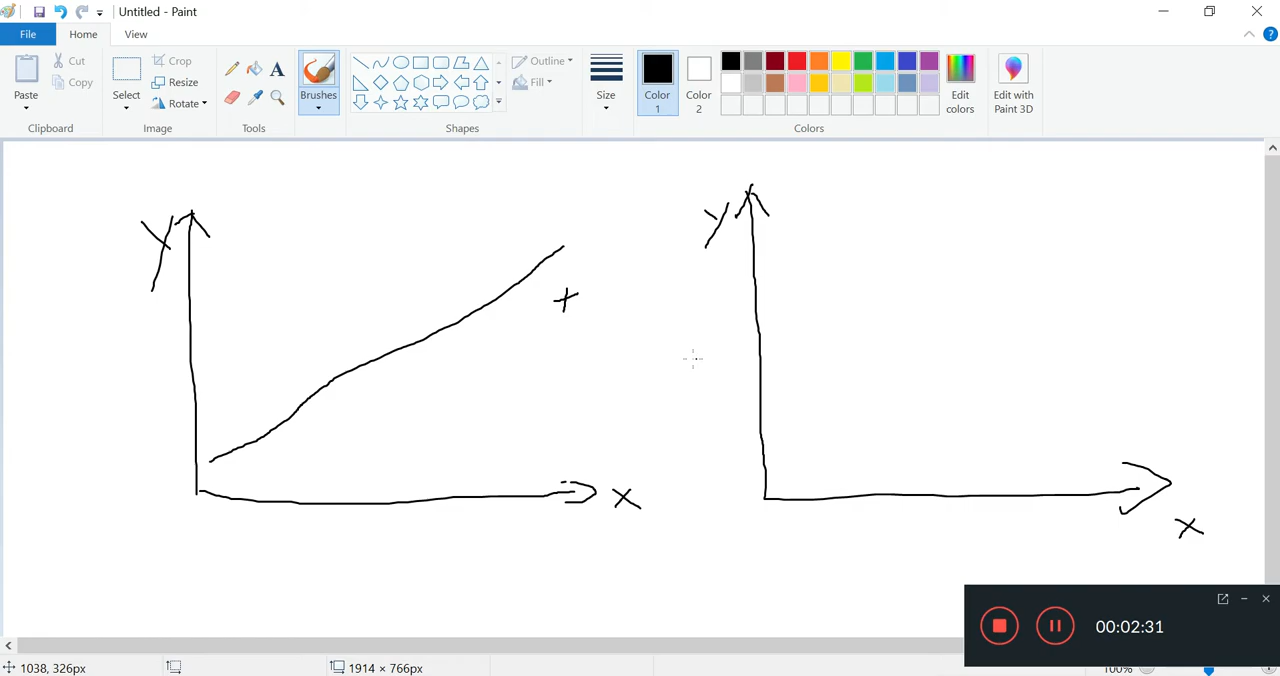 Untitled - Paint
File Home View
Paste
Cut
Copy
Clipboard
Select
Crop
Resize
Rotate
Image
Tools
Brushes
Outline
Fill
Shapes
Size
Color 1
Color 2
Edit colors
Colors
Edit with Paint 3D
y
+
x
y
x
00:02:31
1038, 326px
1914 × 766px
100%